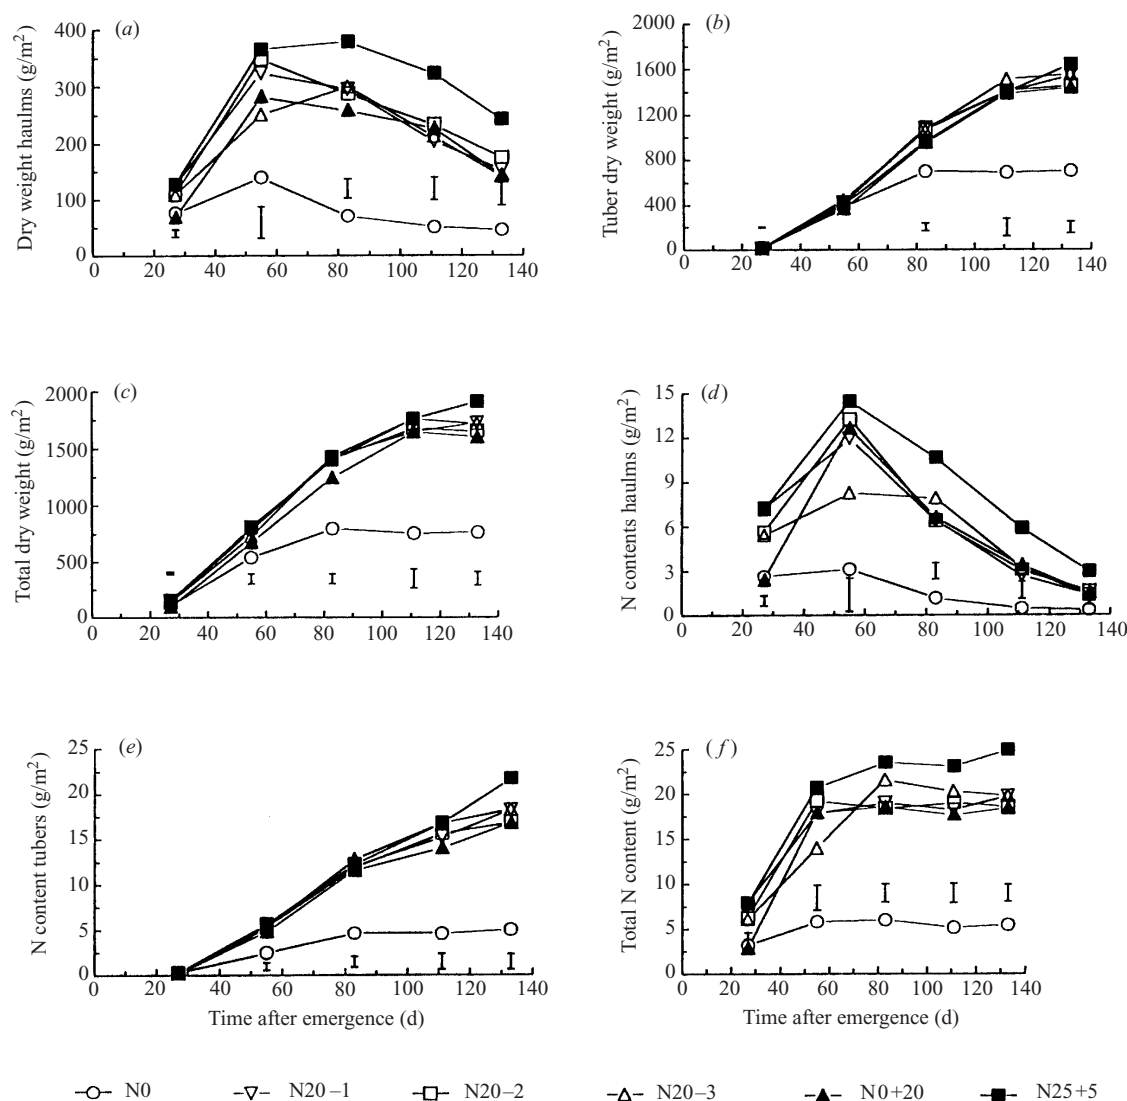 (a)
Dry weight haulms (g/m²)
400
300
200
100
0
0 20 40 60 80 100 120 140
(b)
Tuber dry weight (g/m²)
2000
1600
1200
800
400
0
0 20 40 60 80 100 120 140
(c)
Total dry weight (g/m²)
2000
1500
1000
500
0
0 20 40 60 80 100 120 140
(d)
N contents haulms (g/m²)
15
12
9
6
3
0
0 20 40 60 80 100 120 140
(e)
N content tubers (g/m²)
25
20
15
10
5
0
0 20 40 60 80 100 120 140
Time after emergence (d)
(f)
Total N content (g/m²)
25
20
15
10
5
0
0 20 40 60 80 100 120 140
Time after emergence (d)
N0 N20–1 N20–2 N20–3 N0+20 N25+5